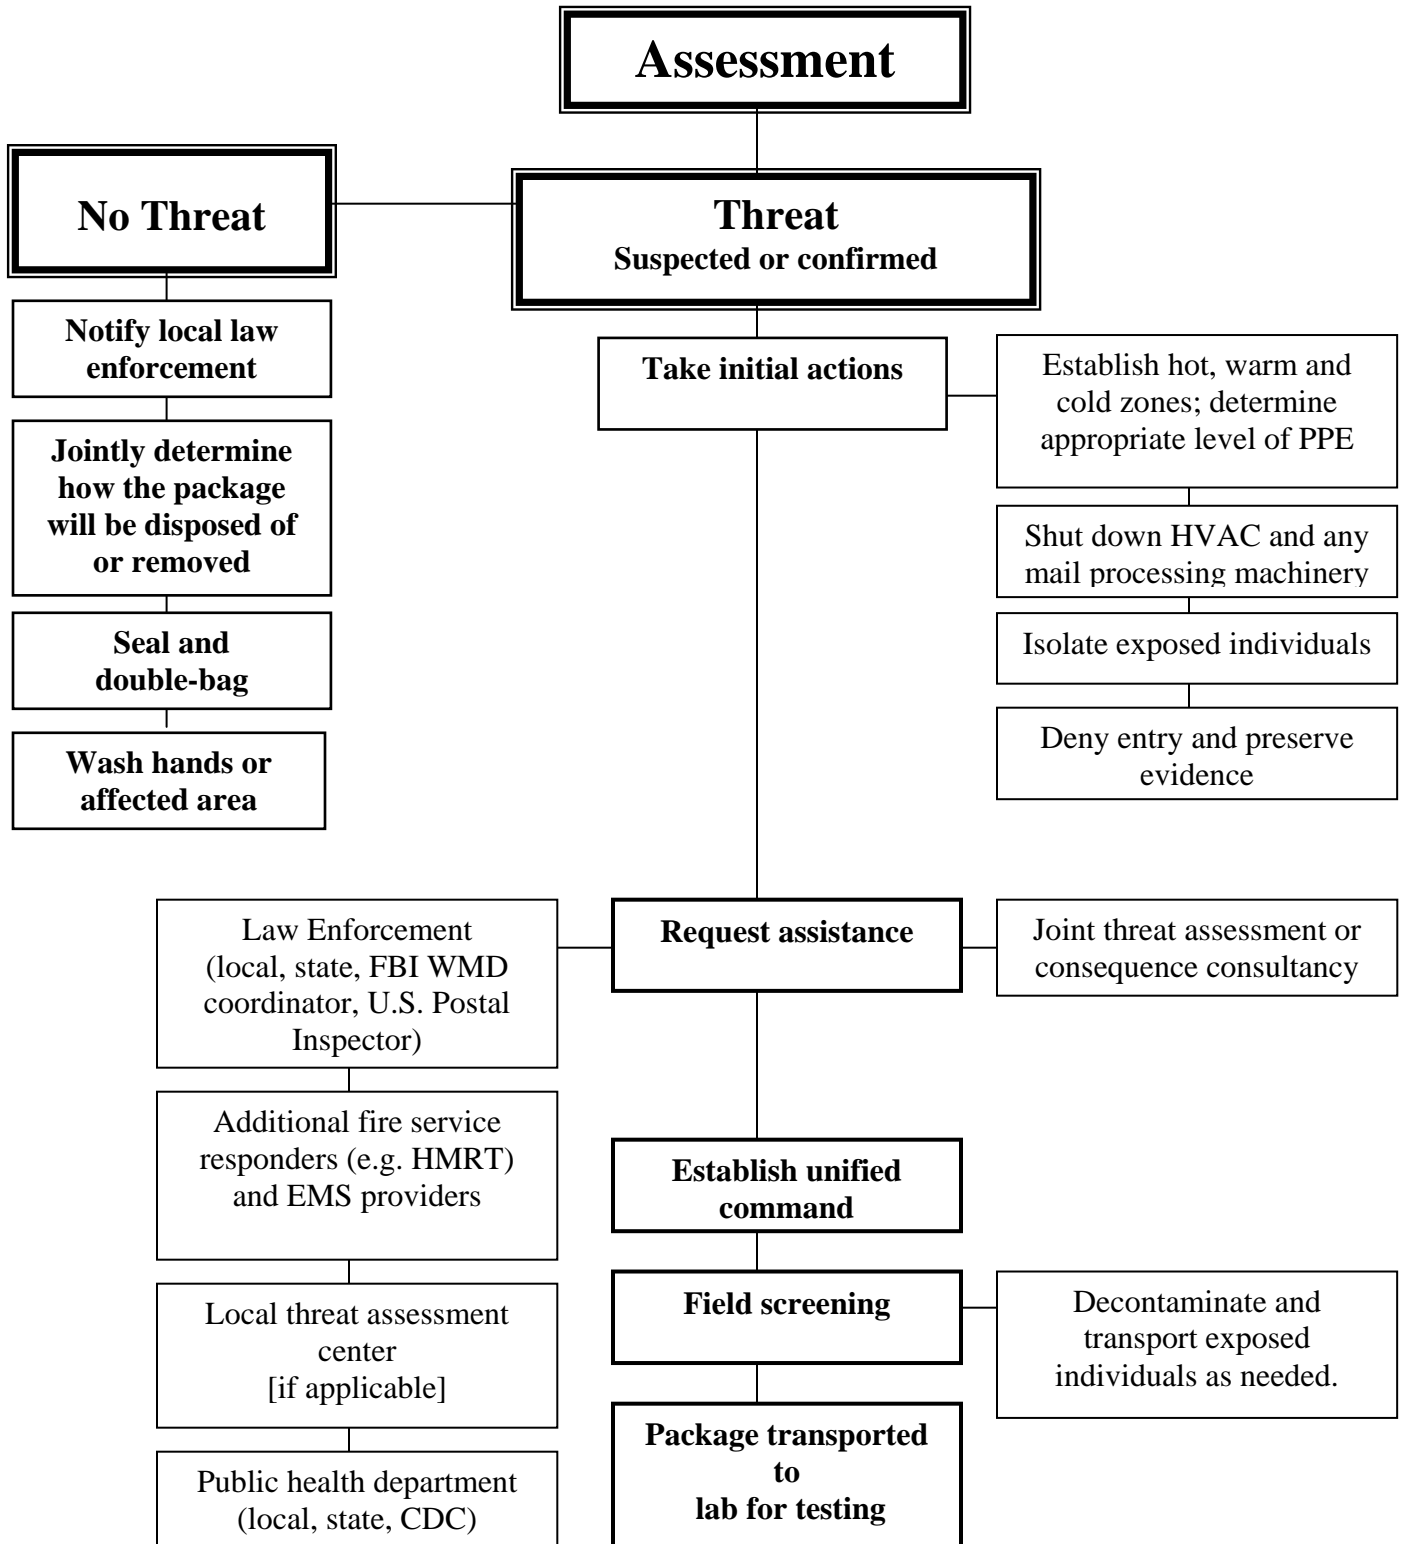 Assessment
No Threat
Threat
Suspected or confirmed
Notify local law
enforcement
Jointly determine
how the package
will be disposed of
or removed
Seal and
double-bag
Wash hands or
affected area
Take initial actions
Establish hot, warm and
cold zones; determine
appropriate level of PPE
Shut down HVAC and any
mail processing machinery
Isolate exposed individuals
Deny entry and preserve
evidence
Request assistance
Law Enforcement
(local, state, FBI WMD
coordinator, U.S. Postal
Inspector)
Additional fire service
responders (e.g. HMRT)
and EMS providers
Local threat assessment
center
[if applicable]
Public health department
(local, state, CDC)
Joint threat assessment or
consequence consultancy
Establish unified
command
Field screening
Decontaminate and
transport exposed
individuals as needed.
Package transported
to
lab for testing